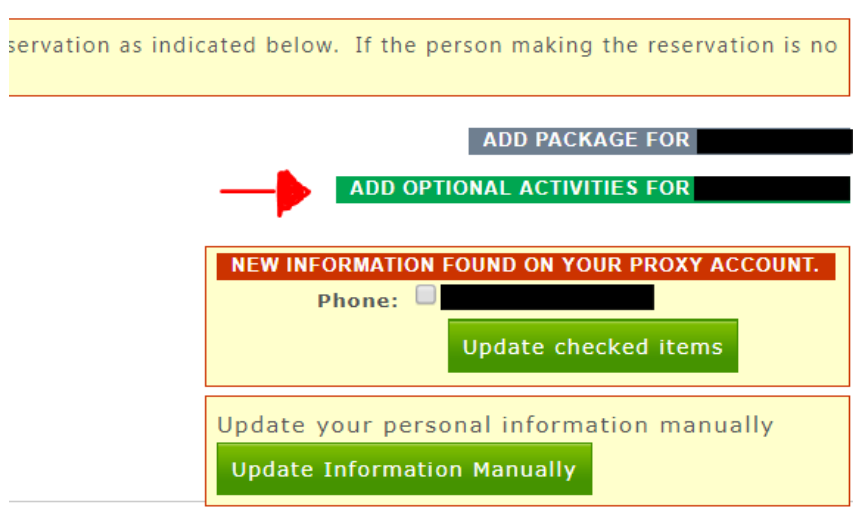 servation as indicated below. If the person making the reservation is no
ADD PACKAGE FOR
ADD OPTIONAL ACTIVITIES FOR
NEW INFORMATION FOUND ON YOUR PROXY ACCOUNT.
Phone:
Update checked items
Update your personal information manually
Update Information Manually